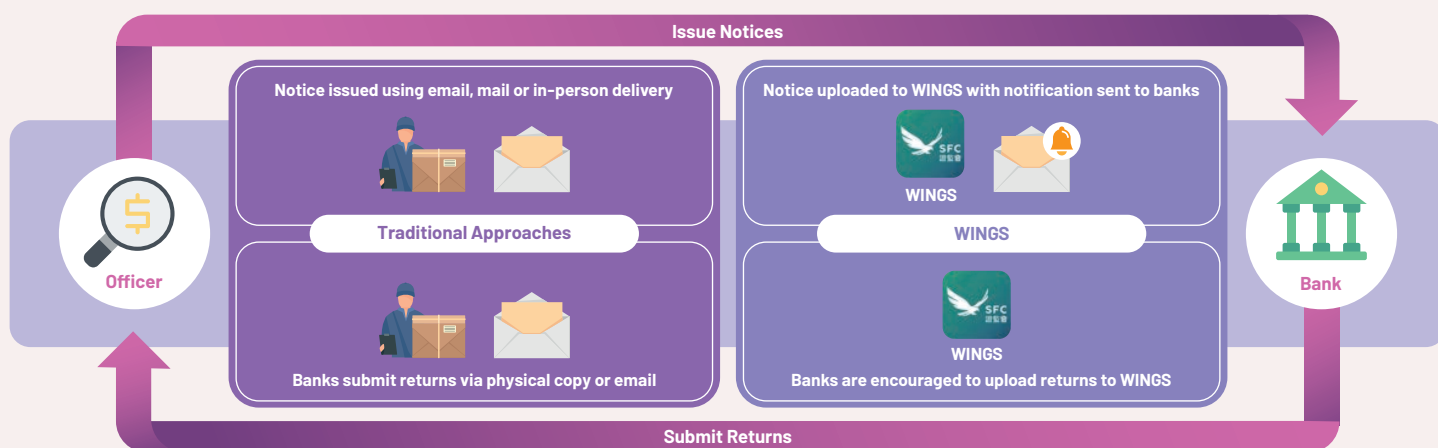 Issue Notices
Notice issued using email, mail or in-person delivery
Notice uploaded to WINGS with notification sent to banks
SFC
證監會
WINGS
Traditional Approaches
WINGS
Officer
Bank
SFC
證監會
WINGS
Banks submit returns via physical copy or email
Banks are encouraged to upload returns to WINGS
Submit Returns